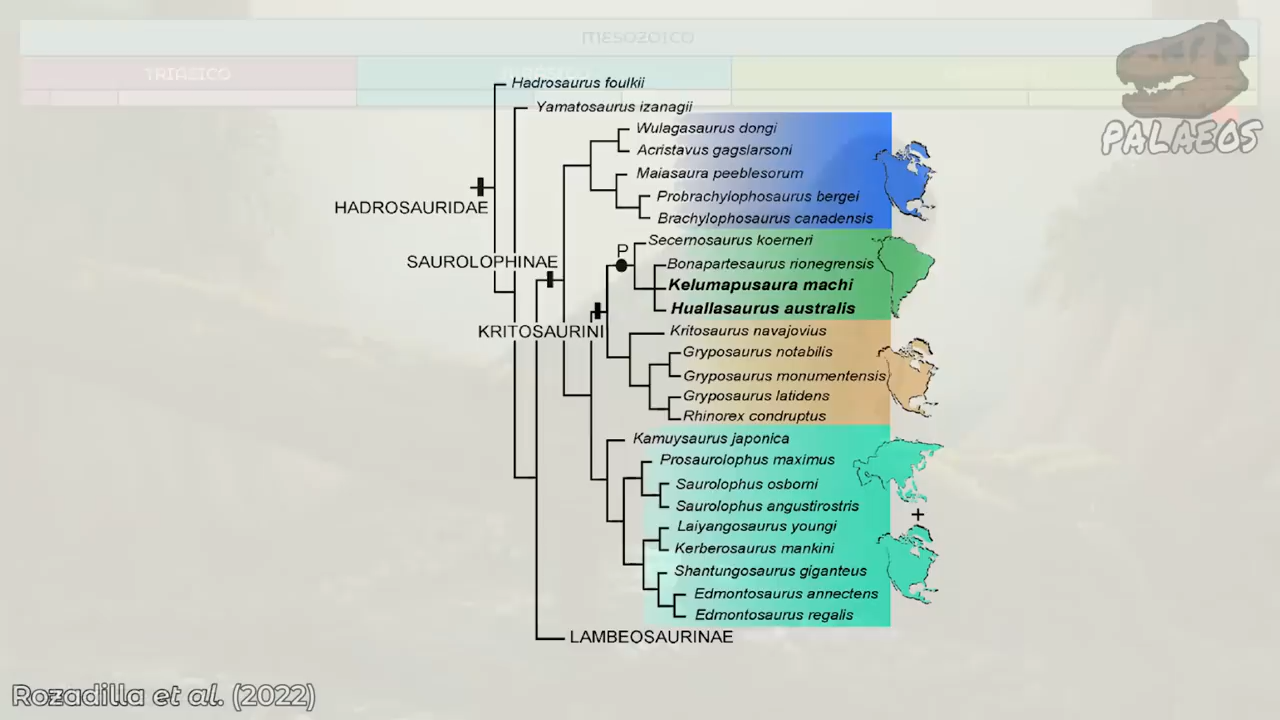 MESOZOICO
TRIÁSICO
PALAEOS
Hadrosaurus foulkii
Yamatosaurus izanagii
Wulagasaurus dongi
Acristavus gagslarsoni
Maiasaura peeblesorum
Probrachylophosaurus bergei
HADROSAURIDAE
Brachylophosaurus canadensis
Secernosaurus koerneri
P
SAUROLOPHINAE
Bonapartesaurus rionegrensis
Kelumapusaura machi
Huallasaurus australis
KRITOSAURINI
Kritosaurus navajovius
Gryposaurus notabilis
Gryposaurus monumentensis
Gryposaurus latidens
Rhinorex condruptus
Kamuysaurus japonica
Prosaurolophus maximus
Saurolophus osborni
Saurolophus angustirostris
+
Laiyangosaurus youngi
Kerberosaurus mankini
Shantungosaurus giganteus
Edmontosaurus annectens
Edmontosaurus regalis
LAMBEOSAURINAE
Rozadilla et al. (2022)